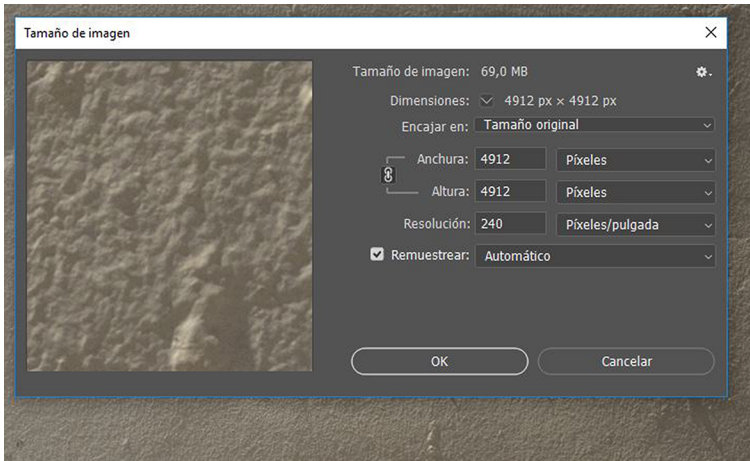 Tamaño de imagen
Tamaño de imagen: 69,0 MB
Dimensiones: 4912 px × 4912 px
Encajar en: Tamaño original
Anchura: 4912 Píxeles
Altura: 4912 Píxeles
Resolución: 240 Píxeles/pulgada
Remuestrear: Automático
OK Cancelar